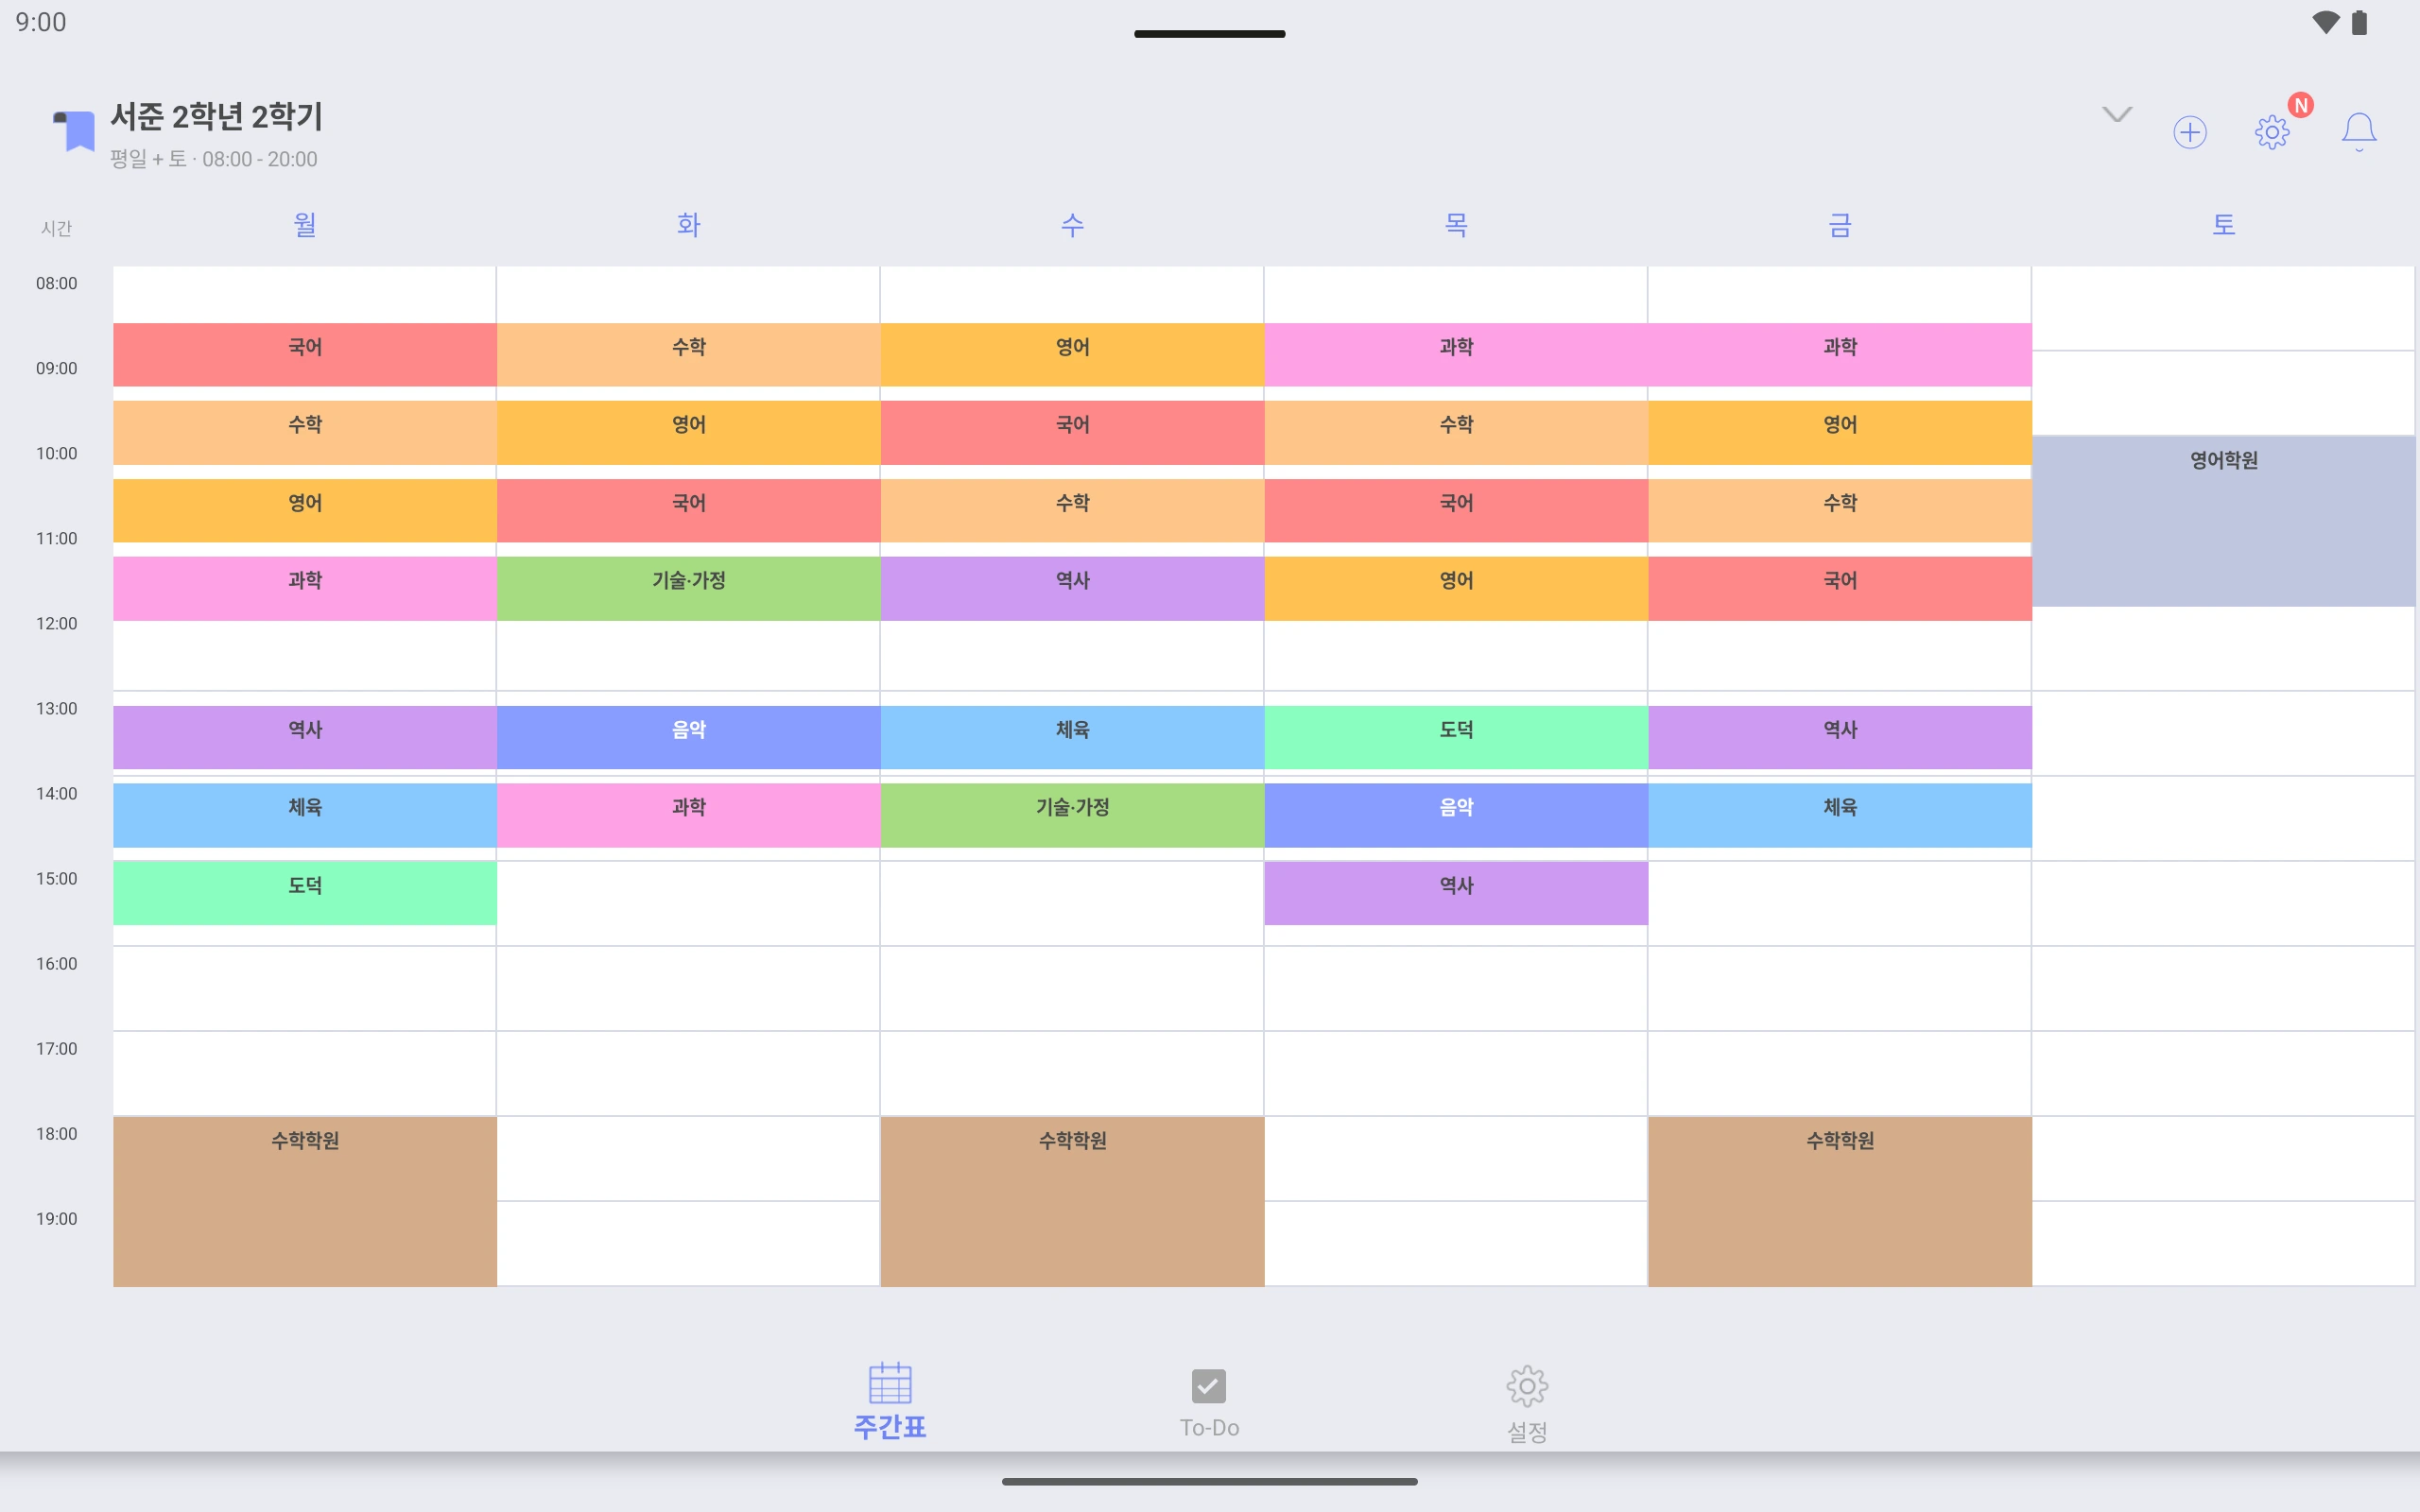 9:00
서준 2학년 2학기
N
평일 + 토 · 08:00 - 20:00
시간 월 화 수 목 금 토
08:00
국어 수학 영어 과학 과학
09:00
수학 영어 국어 수학 영어
10:00 영어학원
영어 국어 수학 국어 수학
11:00
과학 기술·가정 역사 영어 국어
12:00
13:00
역사 음악 체육 도덕 역사
14:00
체육 과학 기술·가정 음악 체육
15:00
도덕 역사
16:00
17:00
18:00
수학학원 수학학원 수학학원
19:00
주간표 To-Do 설정